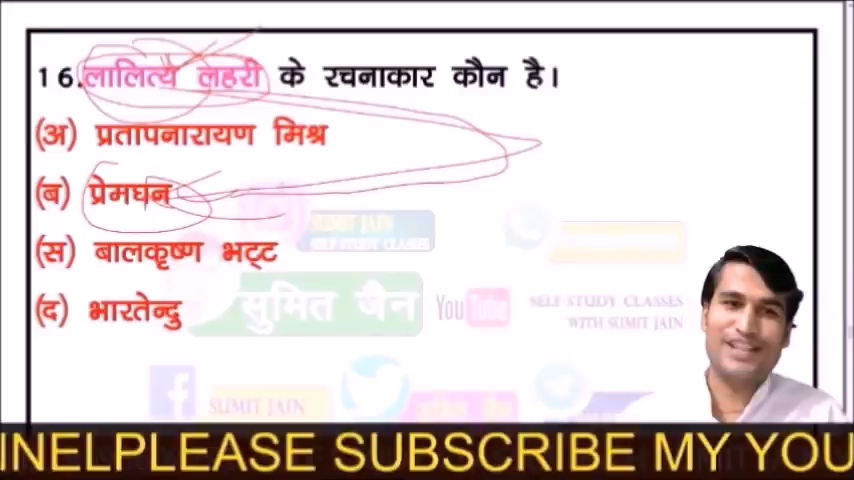 16.लालित्य लहरी के रचनाकार कौन है।
(अ) प्रतापनारायण मिश्र
(ब) प्रेमघन
(स) बालकृष्ण भट्ट
(द) भारतेन्दु
SUMIT JAIN
SELF STUDY CLASSES
सुमित जैन
YouTube
SELF STUDY CLASSES
WITH SUMIT JAIN
SUMIT JAIN
INELPLEASE SUBSCRIBE MY YOU